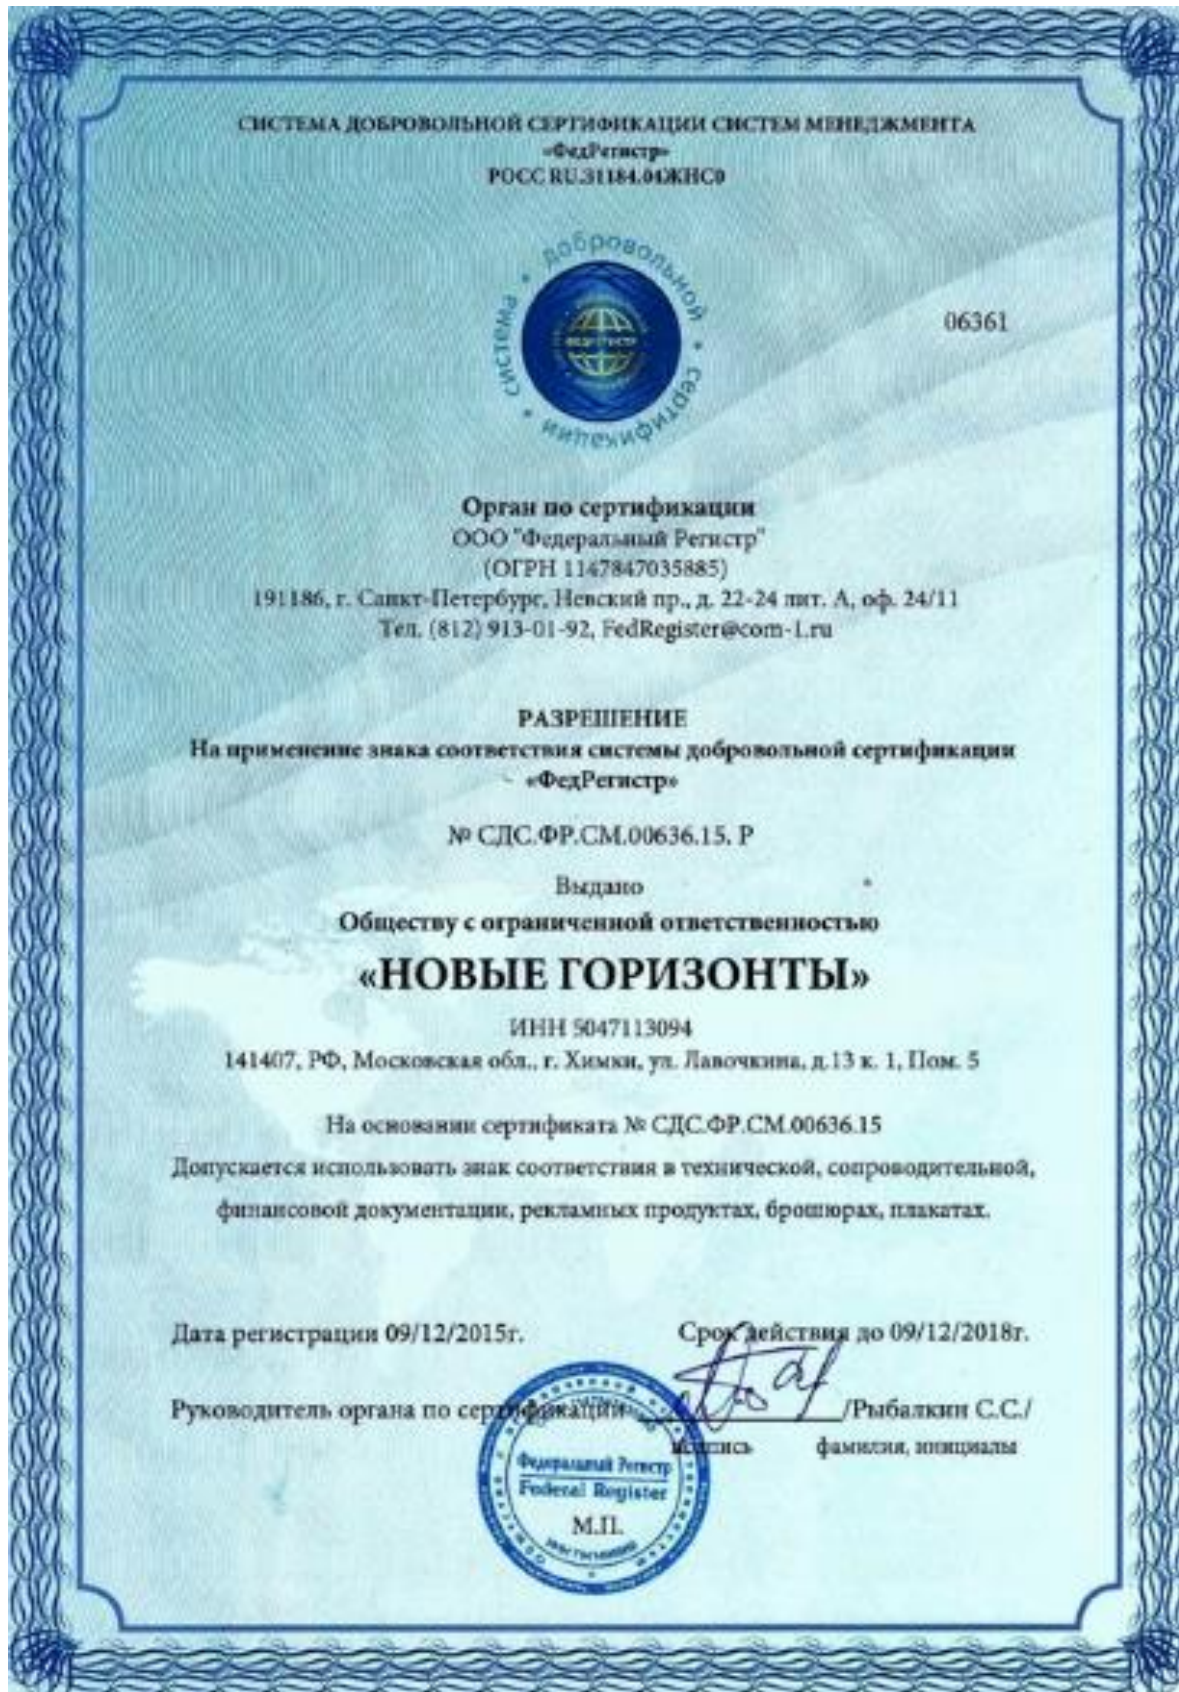 СИСТЕМА ДОБРОВОЛЬНОЙ СЕРТИФИКАЦИИ СИСТЕМ МЕНЕДЖМЕНТА
«ФедРегистр»
РОСС RU.31184.04ЖНС0
система • добровольной • сертификации •
ФЕДРЕГИСТР
06361
Орган по сертификации
ООО "Федеральный Регистр"
(ОГРН 1147847035885)
191186, г. Санкт-Петербург, Невский пр., д. 22-24 лит. А, оф. 24/11
Тел. (812) 913-01-92, FedRegister@com-1.ru
РАЗРЕШЕНИЕ
На применение знака соответствия системы добровольной сертификации
«ФедРегистр»
№ СДС.ФР.СМ.00636.15. Р
Выдано
Обществу с ограниченной ответственностью
«НОВЫЕ ГОРИЗОНТЫ»
ИНН 5047113094
141407, РФ, Московская обл., г. Химки, ул. Лавочкина, д.13 к. 1, Пом. 5
На основании сертификата № СДС.ФР.СМ.00636.15
Допускается использовать знак соответствия в технической, сопроводительной,
финансовой документации, рекламных продуктах, брошюрах, плакатах.
Дата регистрации 09/12/2015г. Срок действия до 09/12/2018г.
Руководитель органа по сертификации /Рыбалкин С.С./
подпись фамилия, инициалы
Федеральный Регистр
Federal Register
М.П.